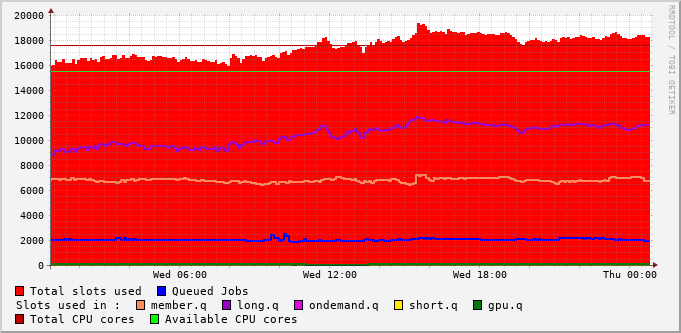 20000
18000
16000
14000
12000
10000
8000
6000
4000
2000
0
Wed 06:00 Wed 12:00 Wed 18:00 Thu 00:00
RRDTOOL / TOBI OETIKER
Total slots used Queued Jobs
Slots used in : member.q long.q ondemand.q short.q gpu.q
Total CPU cores Available CPU cores